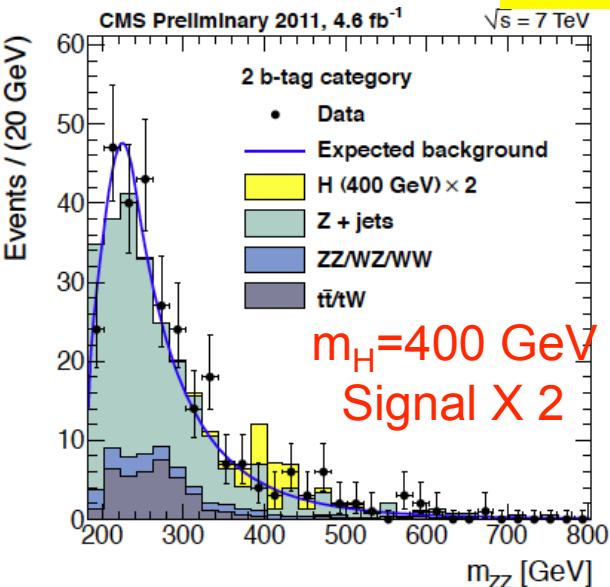 CMS Preliminary 2011, 4.6 fb⁻¹ √s = 7 TeV
Events / (20 GeV)
60
50
40
30
20
10
0
2 b-tag category
Data
Expected background
H (400 GeV) × 2
Z + jets
ZZ/WZ/WW
tt̄/tW
m_H=400 GeV
Signal X 2
200 300 400 500 600 700 800
m_ZZ [GeV]